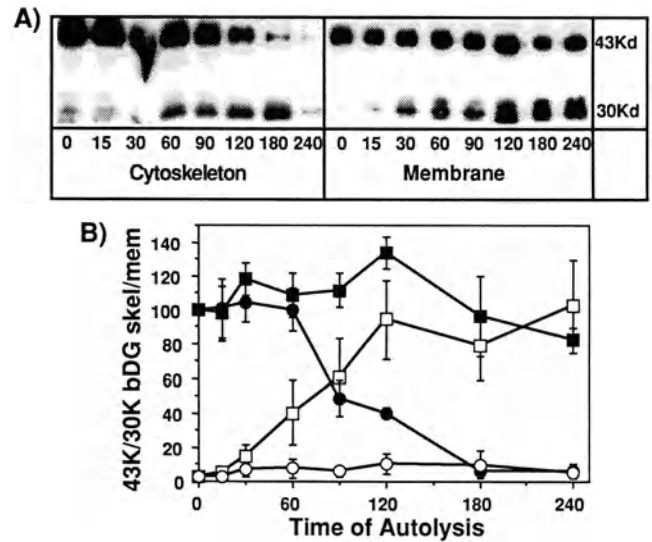 A)
43Kd
30Kd
0 15 30 60 90 120 180 240 0 15 30 60 90 120 180 240
Cytoskeleton Membrane
B)
43K/30K bDG skel/mem
140
120
100
80
60
40
20
0
0 60 120 180 240
Time of Autolysis